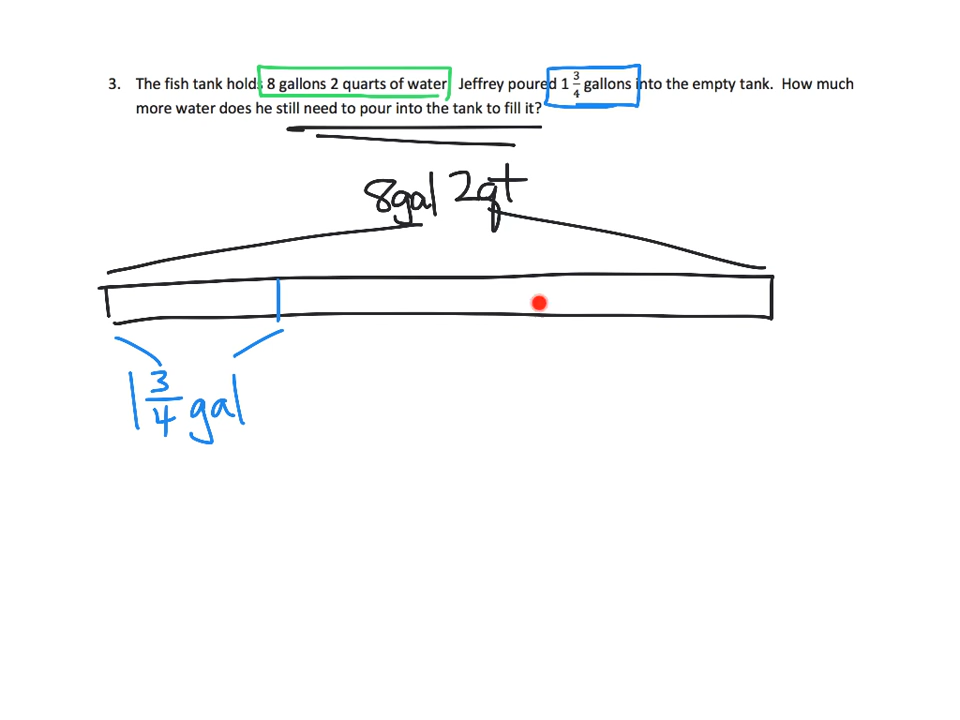 3. The fish tank holds 8 gallons 2 quarts of water. Jeffrey poured 1 3/4 gallons into the empty tank. How much
more water does he still need to pour into the tank to fill it?
8gal 2qt
1 3/4 gal